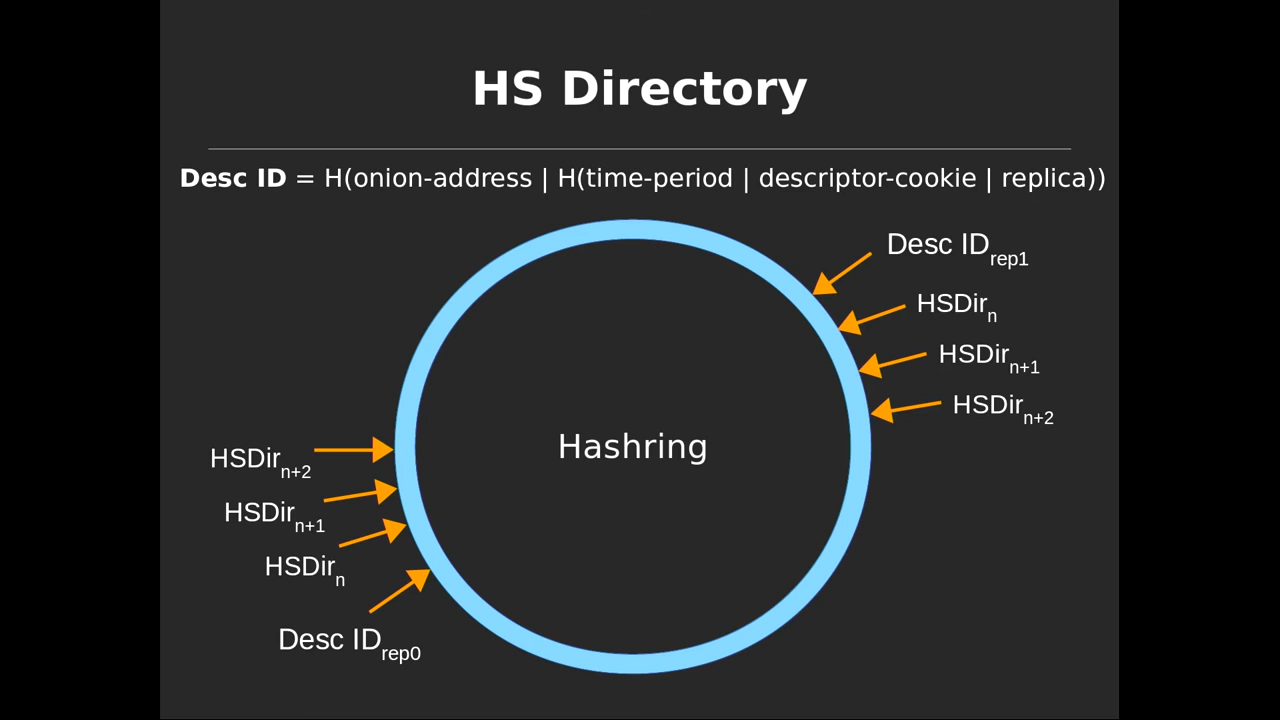 HS Directory
Desc ID = H(onion-address | H(time-period | descriptor-cookie | replica))
Desc IDrep1
HSDirn
HSDirn+1
HSDirn+2
Hashring
HSDirn+2
HSDirn+1
HSDirn
Desc IDrep0